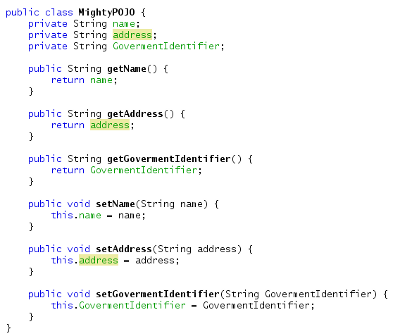 public class MightyPOJO {
    private String name;
    private String address;
    private String GovermentIdentifier;
    public String getName() {
        return name;
    }
    public String getAddress() {
        return address;
    }
    public String getGovermentIdentifier() {
        return GovermentIdentifier;
    }
    public void setName(String name) {
        this.name = name;
    }
    public void setAddress(String address) {
        this.address = address;
    }
    public void setGovermentIdentifier(String GovermentIdentifier) {
        this.GovermentIdentifier = GovermentIdentifier;
    }
}